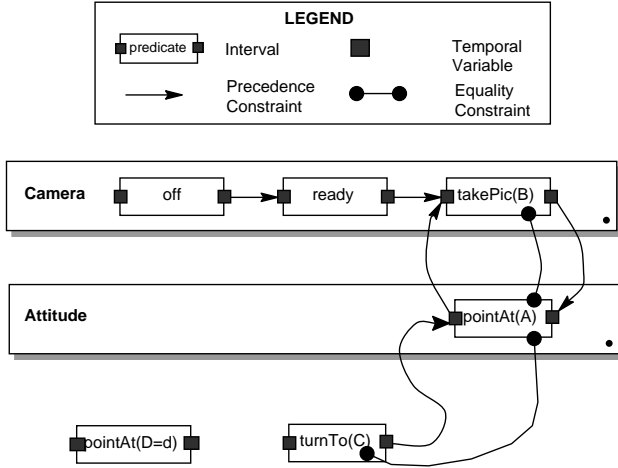 LEGEND
predicate
Interval
Temporal
Variable
Precedence
Constraint
Equality
Constraint
Camera
off
ready
takePic(B)
Attitude
pointAt(A)
pointAt(D=d)
turnTo(C)